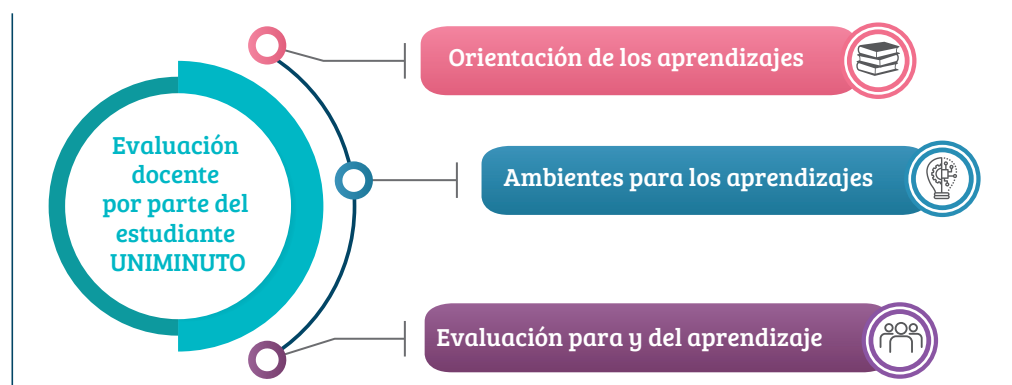 Evaluación
docente
por parte del
estudiante
UNIMINUTO
Orientación de los aprendizajes
Ambientes para los aprendizajes
Evaluación para y del aprendizaje